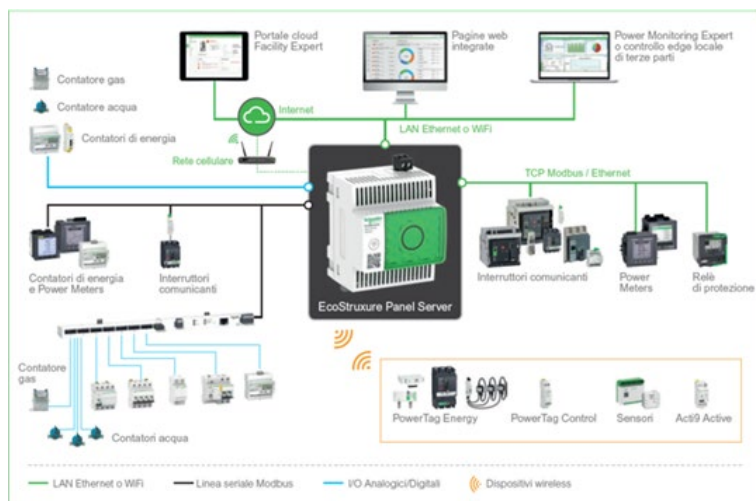 Portale cloud
Facility Expert
Pagine web
integrate
Power Monitoring Expert
o controllo edge locale
di terze parti
Contatore gas
Contatore acqua
Contatori di energia
Internet
LAN Ethernet o WiFi
Rete cellulare
TCP Modbus / Ethernet
Contatori di energia
e Power Meters
Interruttori
comunicanti
EcoStruxure Panel Server
Interruttori comunicanti
Power
Meters
Relè
di protezione
Contatore
gas
Contatori acqua
PowerTag Energy
PowerTag Control
Sensori
Acti9 Active
LAN Ethernet o WiFi
Linea seriale Modbus
I/O Analogici/Digitali
Dispositivi wireless